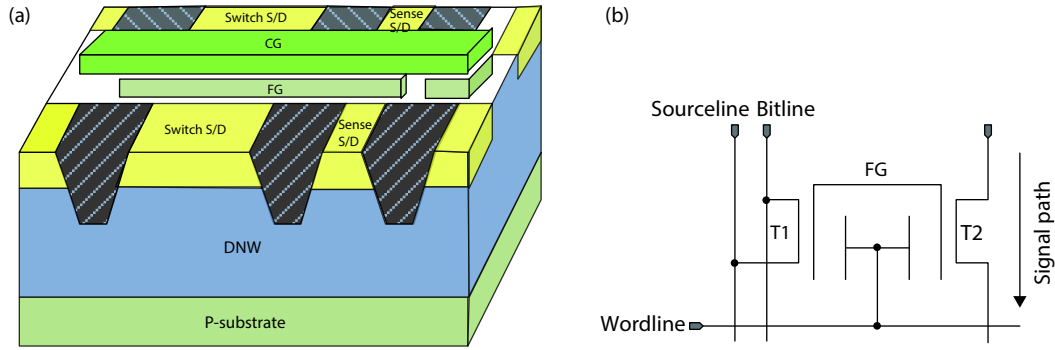 (a)
Switch S/D
Sense
S/D
CG
FG
Switch S/D
Sense
S/D
DNW
P-substrate
(b)
Sourceline Bitline
FG
T1
T2
Signal path
Wordline